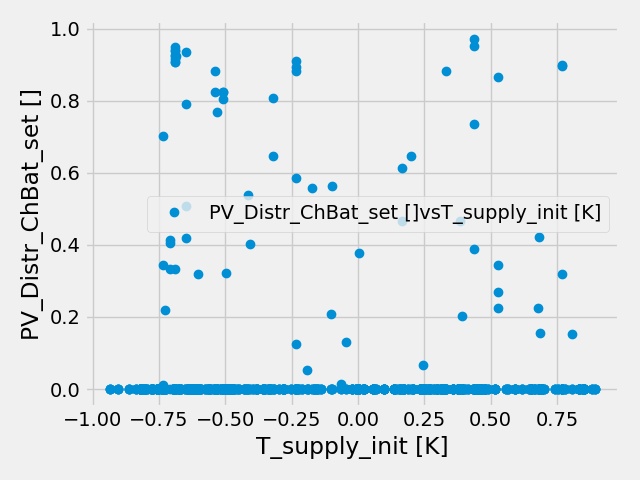 1.0
0.8
0.6
0.4
0.2
0.0
PV_Distr_ChBat_set []
PV_Distr_ChBat_set []vsT_supply_init [K]
−1.00 −0.75 −0.50 −0.25 0.00 0.25 0.50 0.75
T_supply_init [K]